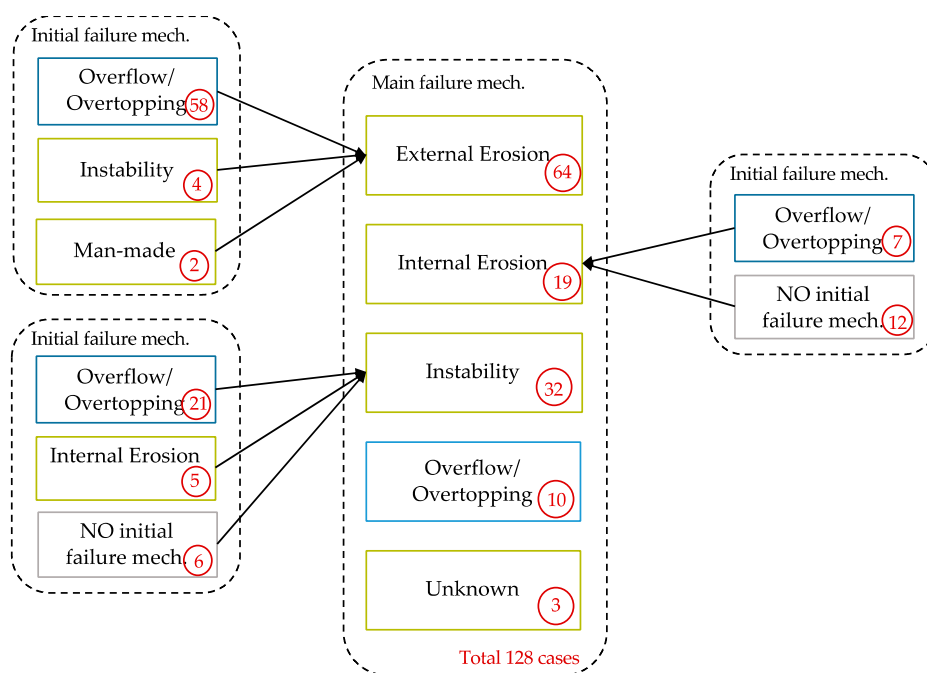 Initial failure mech.
Overflow/
Overtopping
58
Instability
4
Man-made
2
Initial failure mech.
Overflow/
Overtopping
21
Internal Erosion
5
NO initial
failure mech.
6
Main failure mech.
External Erosion
64
Internal Erosion
19
Instability
32
Overflow/
Overtopping
10
Unknown
3
Total 128 cases
Initial failure mech.
Overflow/
Overtopping
7
NO initial
failure mech.
12